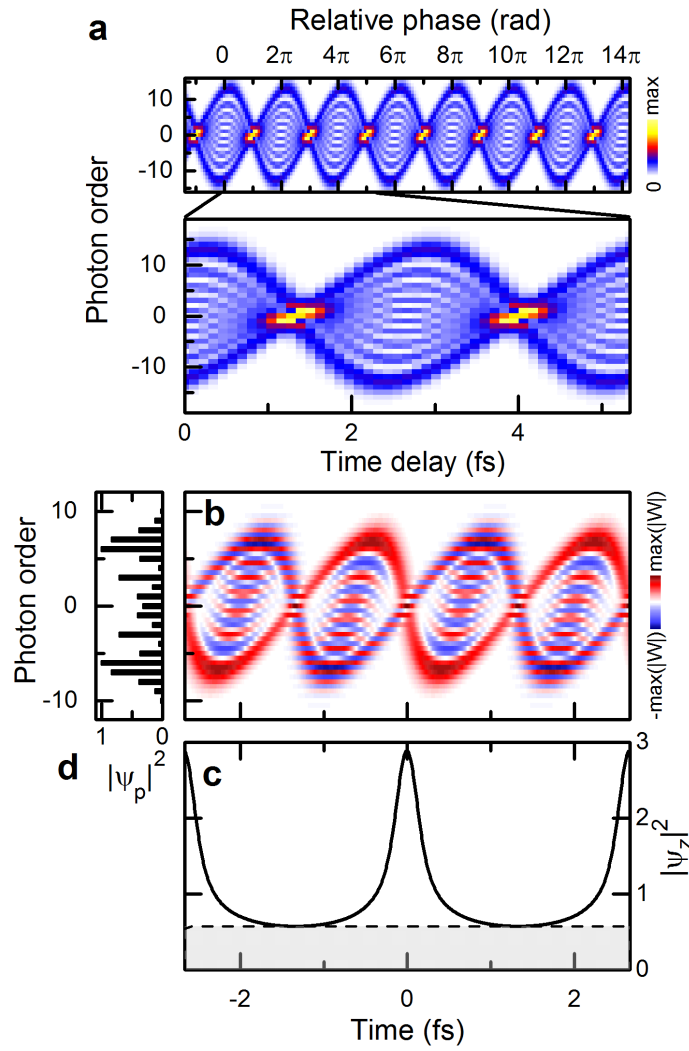 Relative phase (rad)
a
0 2π 4π 6π 8π 10π 12π 14π
10
0
-10
max
0
Photon order
10
0
-10
0 2 4
Time delay (fs)
b
10
0
-10
Photon order
1 0
-max(|W|) max(|W|)
d |ψp|²
c
3
2
1
0
|ψz|²
-2 0 2
Time (fs)